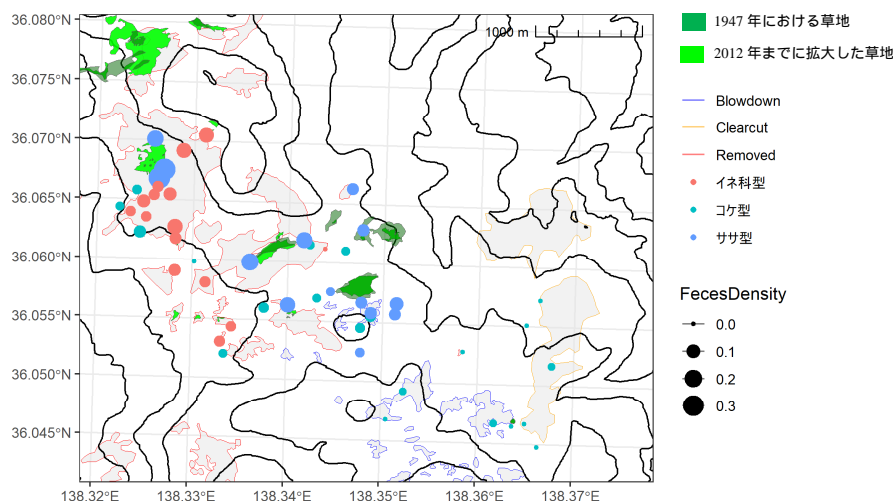 36.080°N
36.075°N
36.070°N
36.065°N
36.060°N
36.055°N
36.050°N
36.045°N
138.32°E
138.33°E
138.34°E
138.35°E
138.36°E
138.37°E
1000 m
1947 年における草地
2012 年までに拡大した草地
Blowdown
Clearcut
Removed
イネ科型
コケ型
ササ型
FecesDensity
0.0
0.1
0.2
0.3